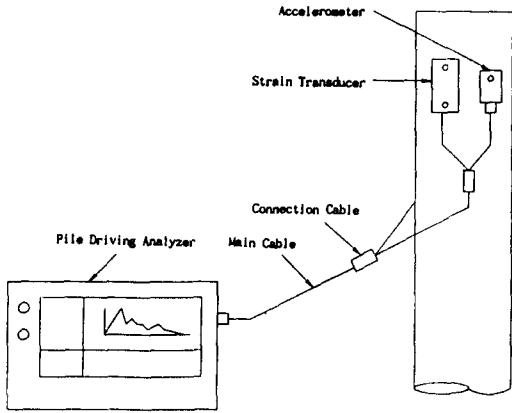 Accelerometer
Strain Transducer
Connection Cable
Pile Driving Analyzer
Main Cable